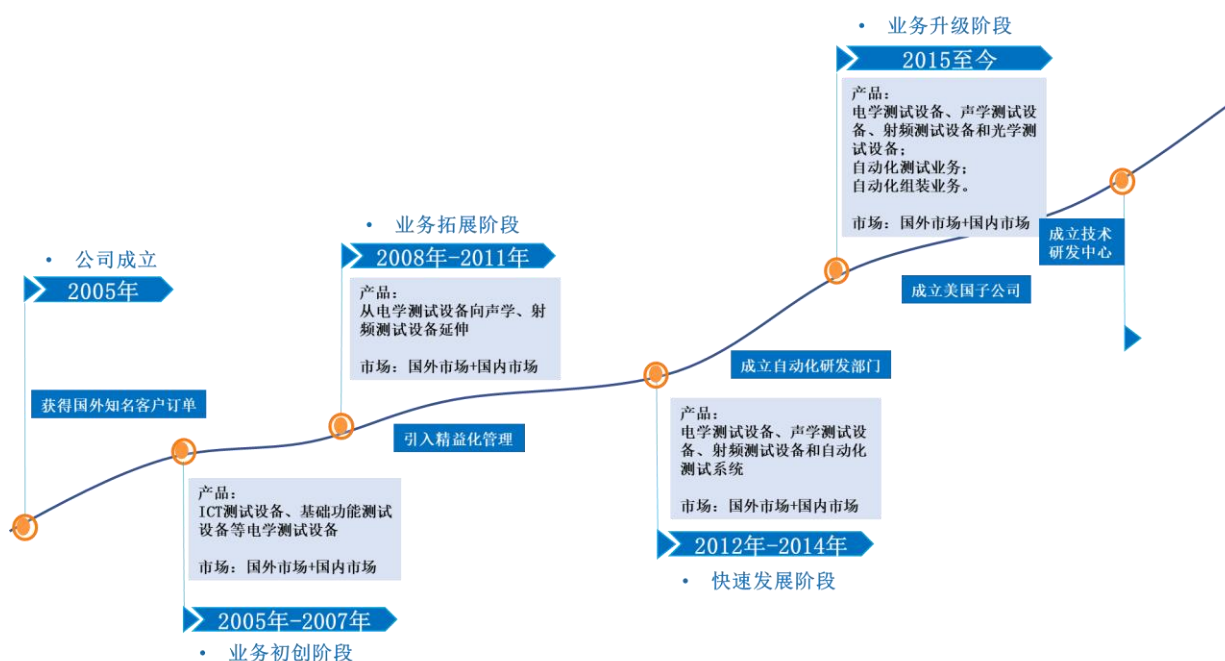 • 公司成立
2005年
获得国外知名客户订单
产品：
ICT测试设备、基础功能测试
设备等电学测试设备
市场：国外市场+国内市场
2005年-2007年
• 业务初创阶段
• 业务拓展阶段
2008年-2011年
产品：
从电学测试设备向声学、射
频测试设备延伸
市场：国外市场+国内市场
引入精益化管理
产品：
电学测试设备、声学测试设
备、射频测试设备和自动化
测试系统
市场：国外市场+国内市场
2012年-2014年
• 快速发展阶段
成立自动化研发部门
• 业务升级阶段
2015至今
产品：
电学测试设备、声学测试设
备、射频测试设备和光学测
试设备；
自动化测试业务；
自动化组装业务。
市场：国外市场+国内市场
成立美国子公司
成立技术
研发中心